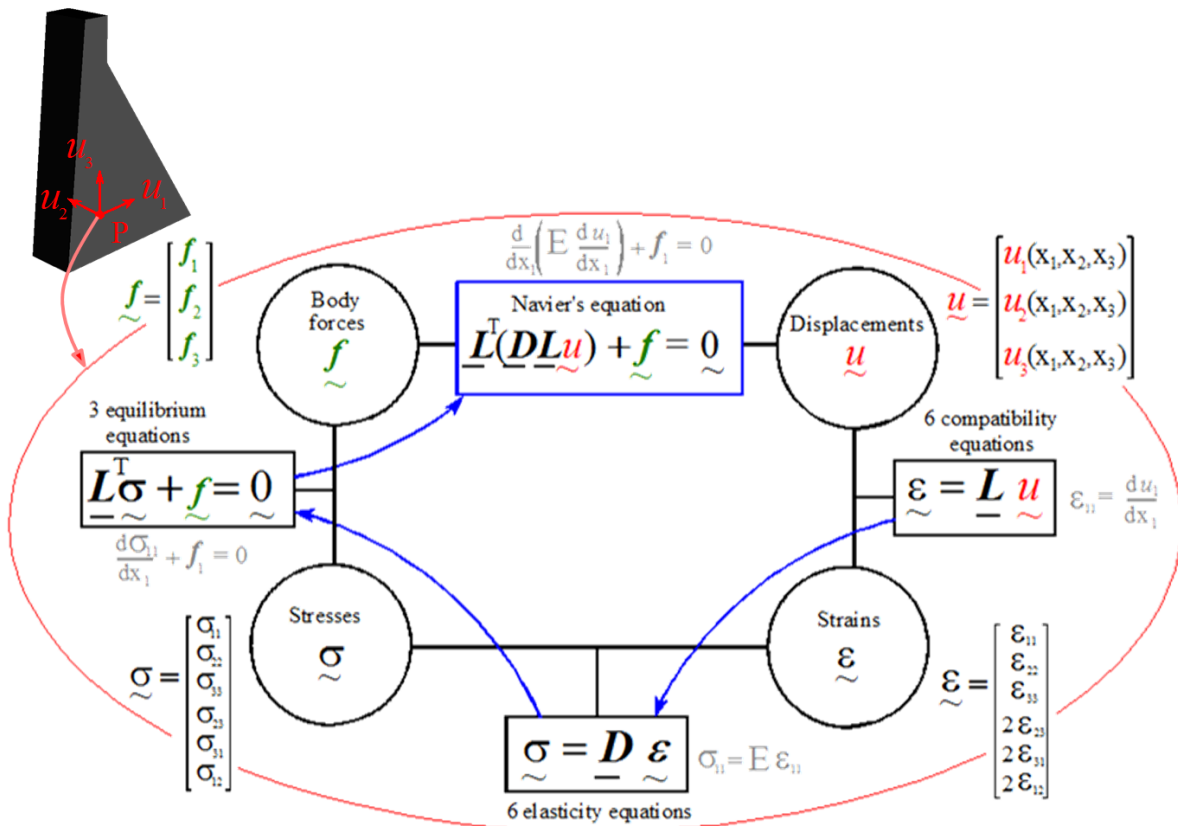 u₃
u₂
u₁
P
f = [f₁ f₂ f₃]
Body
forces
f
d/dx₁(E du₁/dx₁) + f₁ = 0
Navier's equation
Lᵀ(DLu) + f = 0
Displacements
u
u = [u₁(x₁,x₂,x₃) u₂(x₁,x₂,x₃) u₃(x₁,x₂,x₃)]
3 equilibrium
equations
Lᵀσ + f = 0
dσ₁₁/dx₁ + f₁ = 0
6 compatibility
equations
ε = L u
ε₁₁ = du₁/dx₁
Stresses
σ
Strains
ε
σ = [σ₁₁ σ₂₂ σ₃₃ σ₂₃ σ₃₁ σ₁₂]
ε = [ε₁₁ ε₂₂ ε₃₃ 2ε₂₃ 2ε₃₁ 2ε₁₂]
σ = D ε
σ₁₁ = E ε₁₁
6 elasticity equations